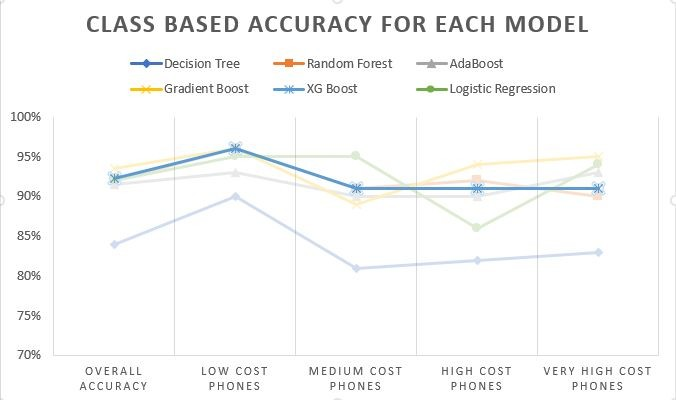 CLASS BASED ACCURACY FOR EACH MODEL
Decision Tree Random Forest AdaBoost
Gradient Boost XG Boost Logistic Regression
100%
95%
90%
85%
80%
75%
70%
OVERALL ACCURACY
LOW COST PHONES
MEDIUM COST PHONES
HIGH COST PHONES
VERY HIGH COST PHONES